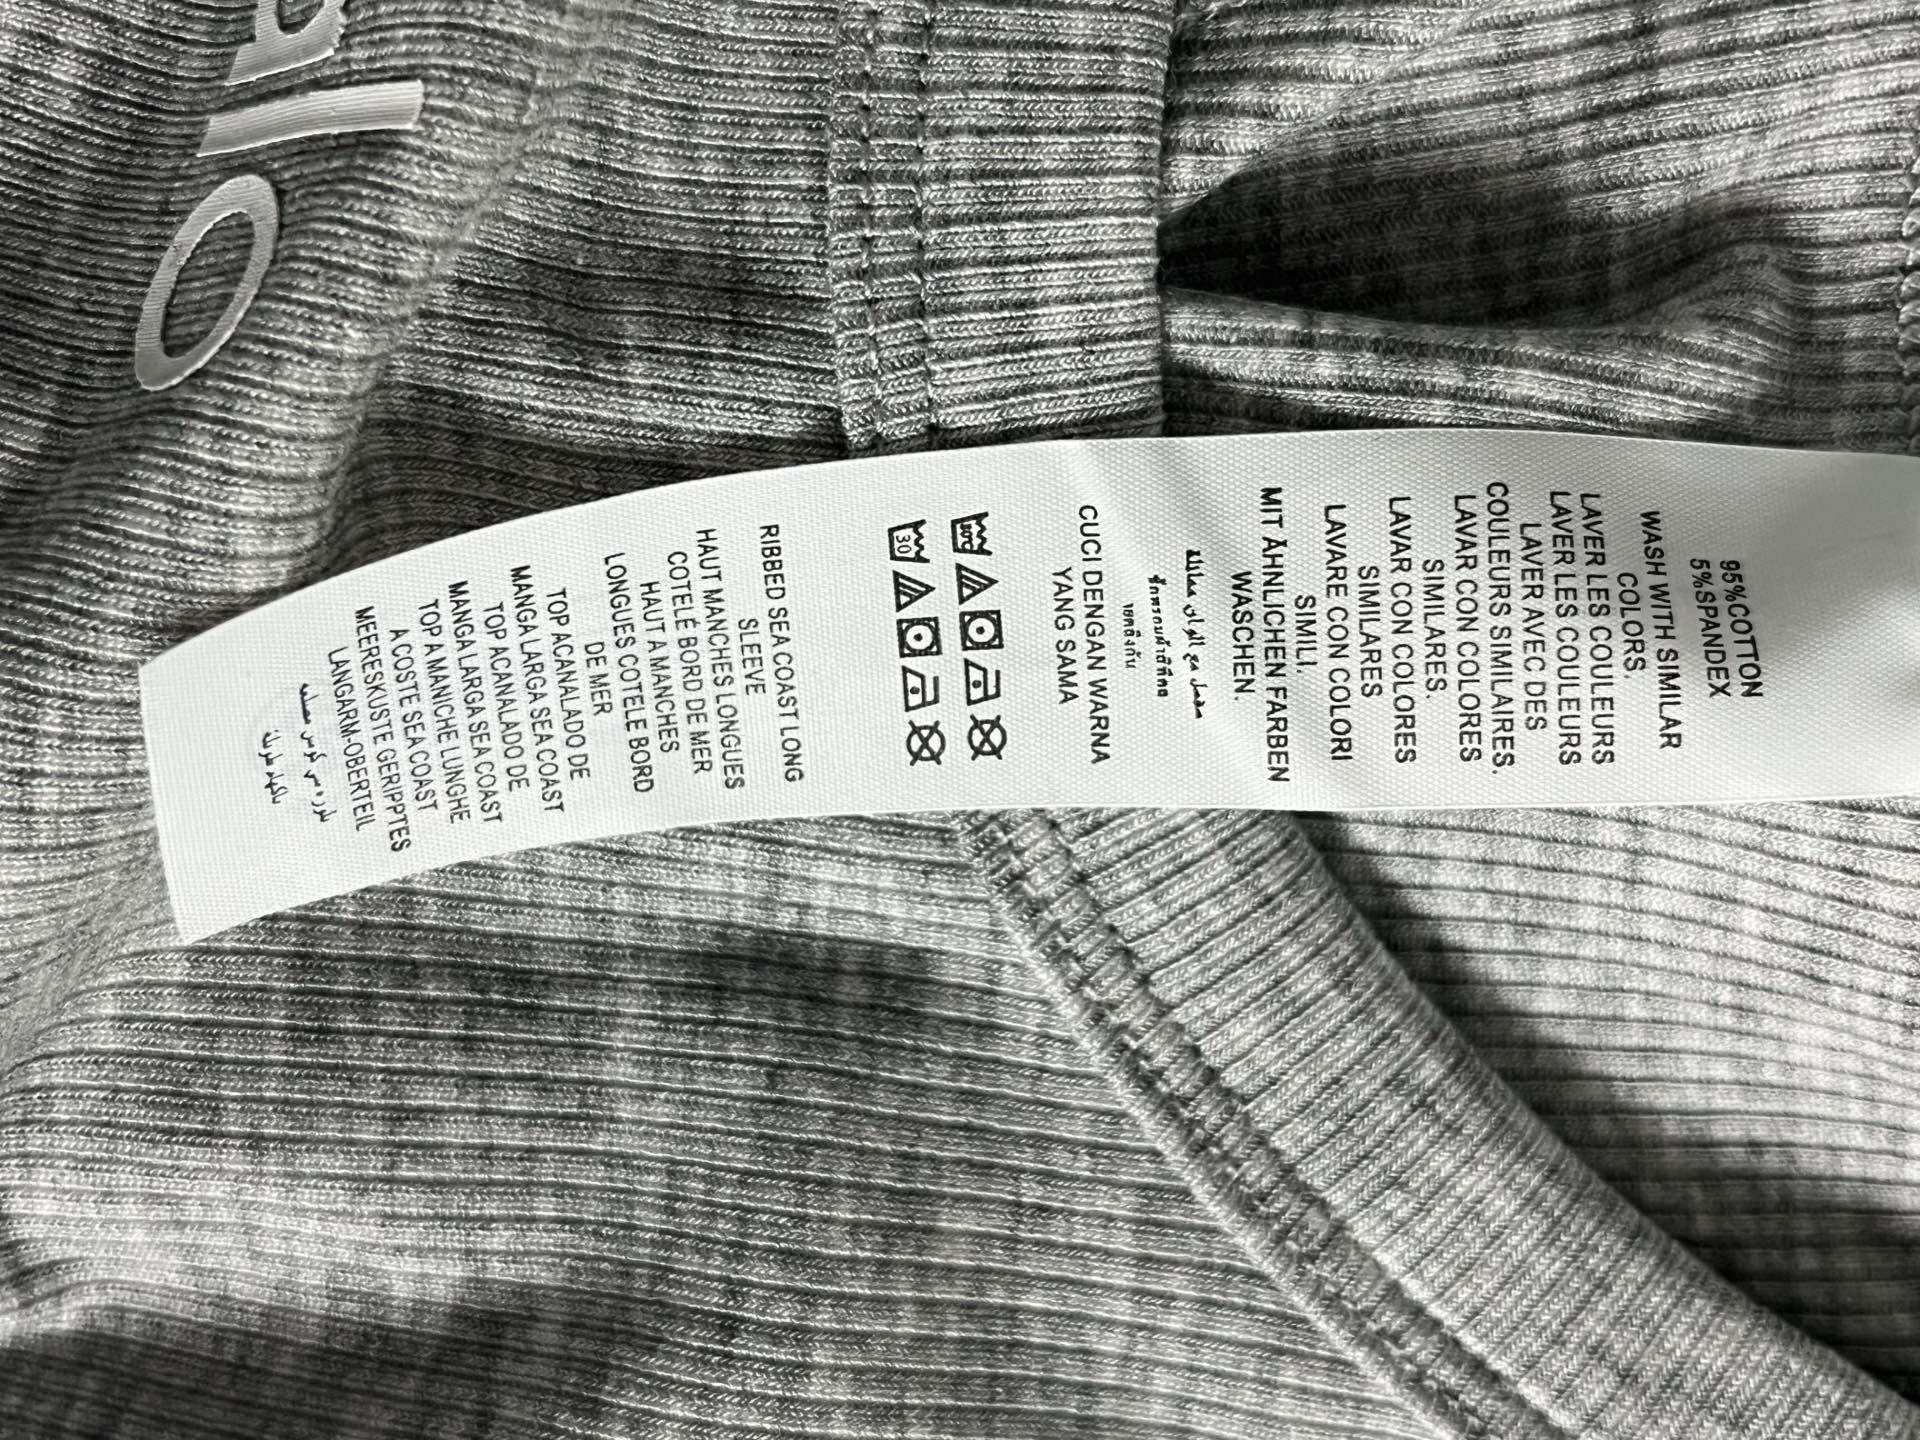 alo
95%COTTON
5%SPANDEX
WASH WITH SIMILAR
COLORS.
LAVER LES COULEURS
LAVER LES COULEURS
LAVER AVEC DES
COULEURS SIMILAIRES.
LAVAR CON COLORES
SIMILARES.
LAVAR CON COLORES
SIMILARES
LAVARE CON COLORI
SIMILI.
MIT ÄHNLICHEN FARBEN
WASCHEN.
CUCI DENGAN WARNA
YANG SAMA
30°C
30
RIBBED SEA COAST LONG
SLEEVE
HAUT MANCHES LONGUES
COTELÉ BORD DE MER
HAUT A MANCHES
LONGUES COTELE BORD
DE MER
TOP ACANALADO DE
MANGA LARGA SEA COAST
TOP ACANALADO DE
MANGA LARGA SEA COAST
TOP A MANICHE LUNGHE
A COSTE SEA COAST
MEERESKUSTE GERIPPTES
LANGARM-OBERTEIL